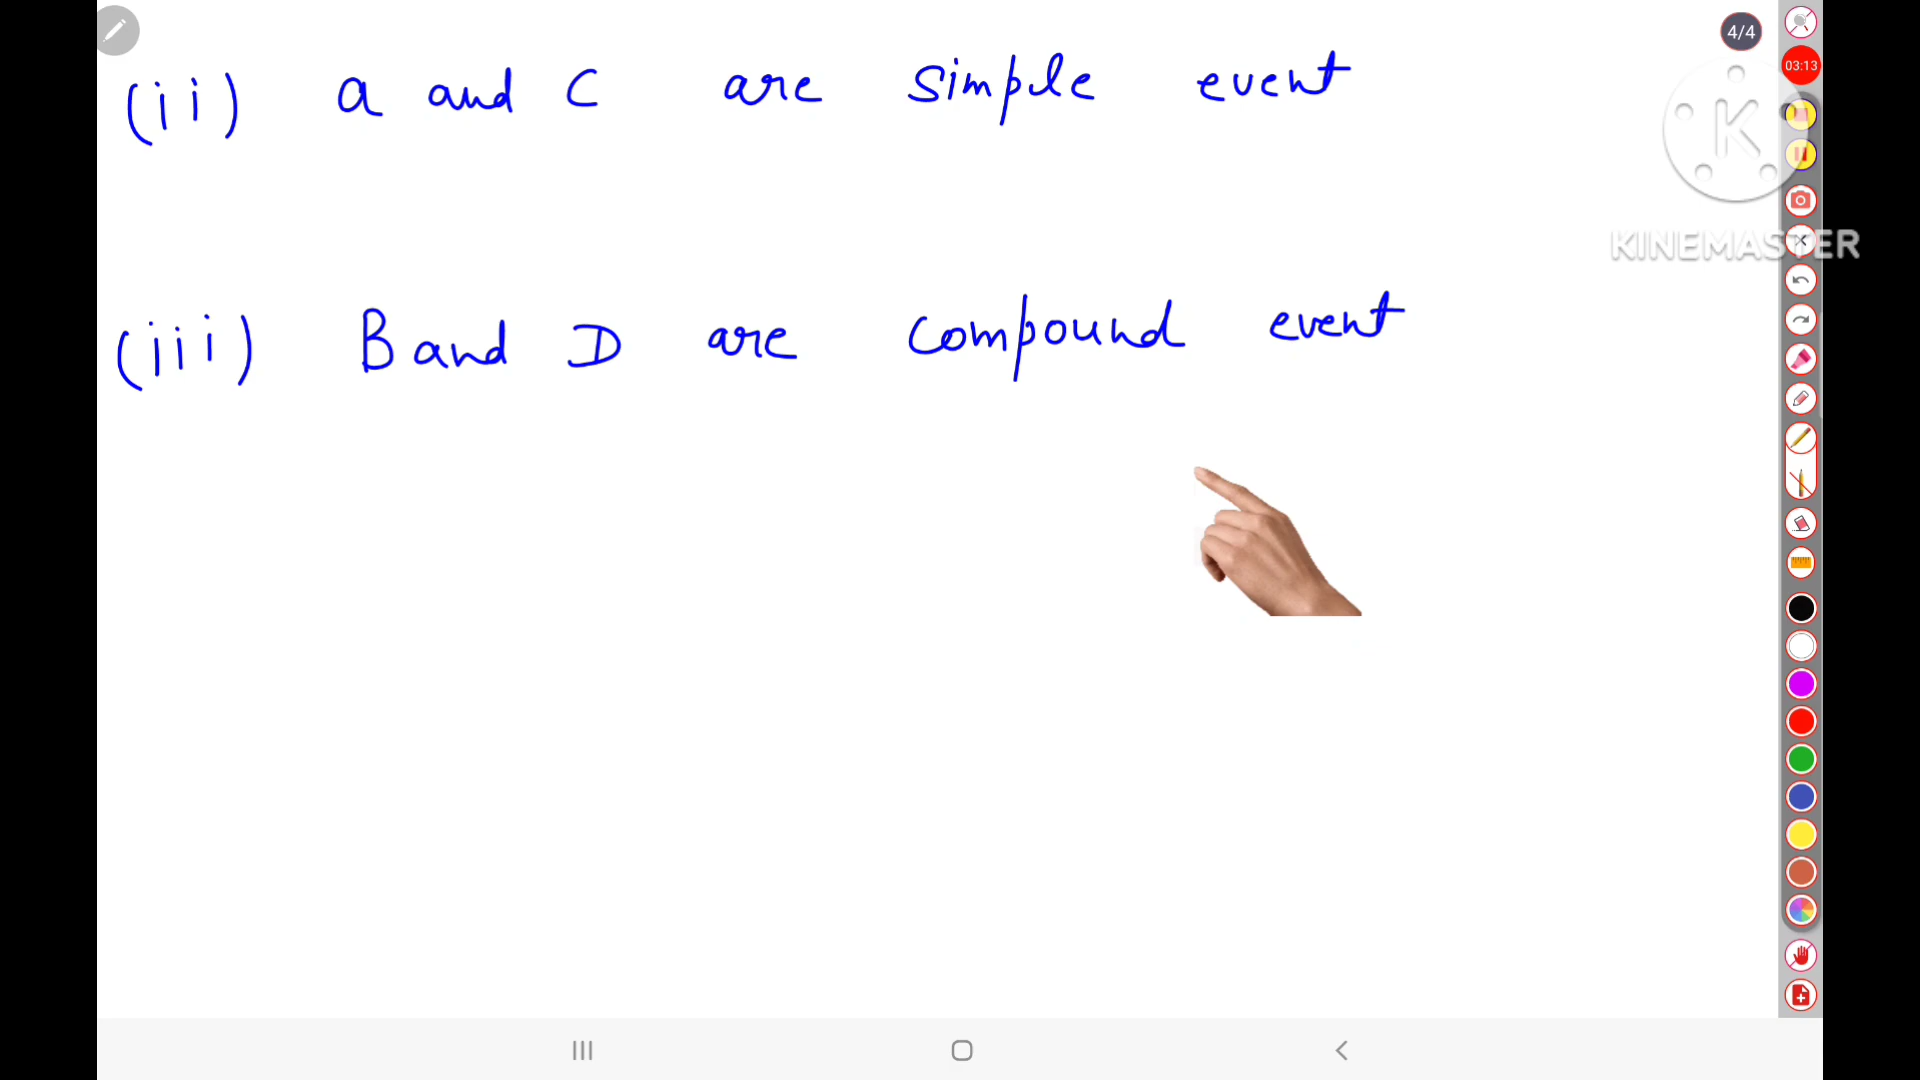 4/4
(ii) a and C are simple event
03:13
K
KINEMASTER
(iii) B and D are compound event